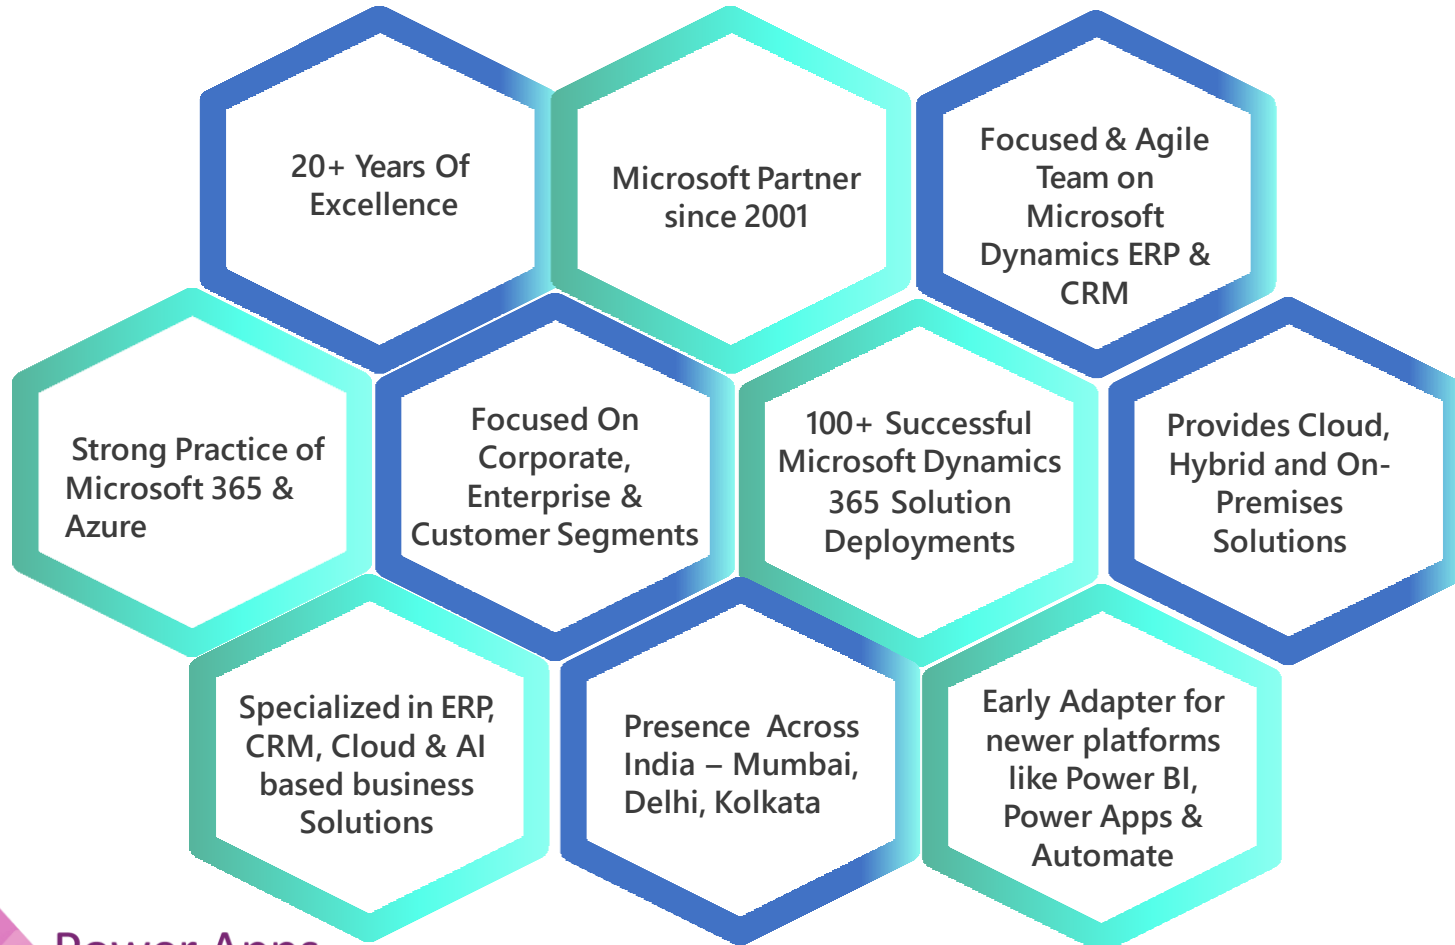 20+ Years Of
Excellence
Microsoft Partner
since 2001
Focused & Agile
Team on
Microsoft
Dynamics ERP &
CRM
Strong Practice of
Microsoft 365 &
Azure
Focused On
Corporate,
Enterprise &
Customer Segments
100+ Successful
Microsoft Dynamics
365 Solution
Deployments
Provides Cloud,
Hybrid and On-
Premises
Solutions
Specialized in ERP,
CRM, Cloud & AI
based business
Solutions
Presence Across
India – Mumbai,
Delhi, Kolkata
Early Adapter for
newer platforms
like Power BI,
Power Apps &
Automate
Power Apps